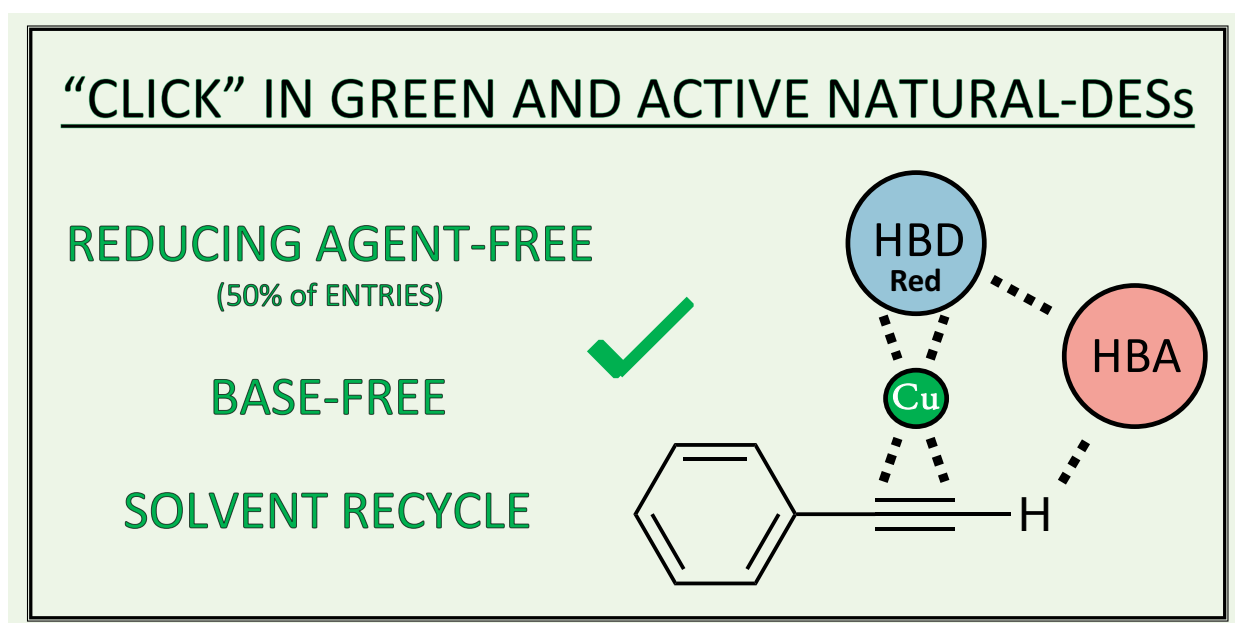 “CLICK” IN GREEN AND ACTIVE NATURAL-DESs
REDUCING AGENT-FREE
(50% of ENTRIES)
BASE-FREE
SOLVENT RECYCLE
HBD
Red
HBA
Cu
H